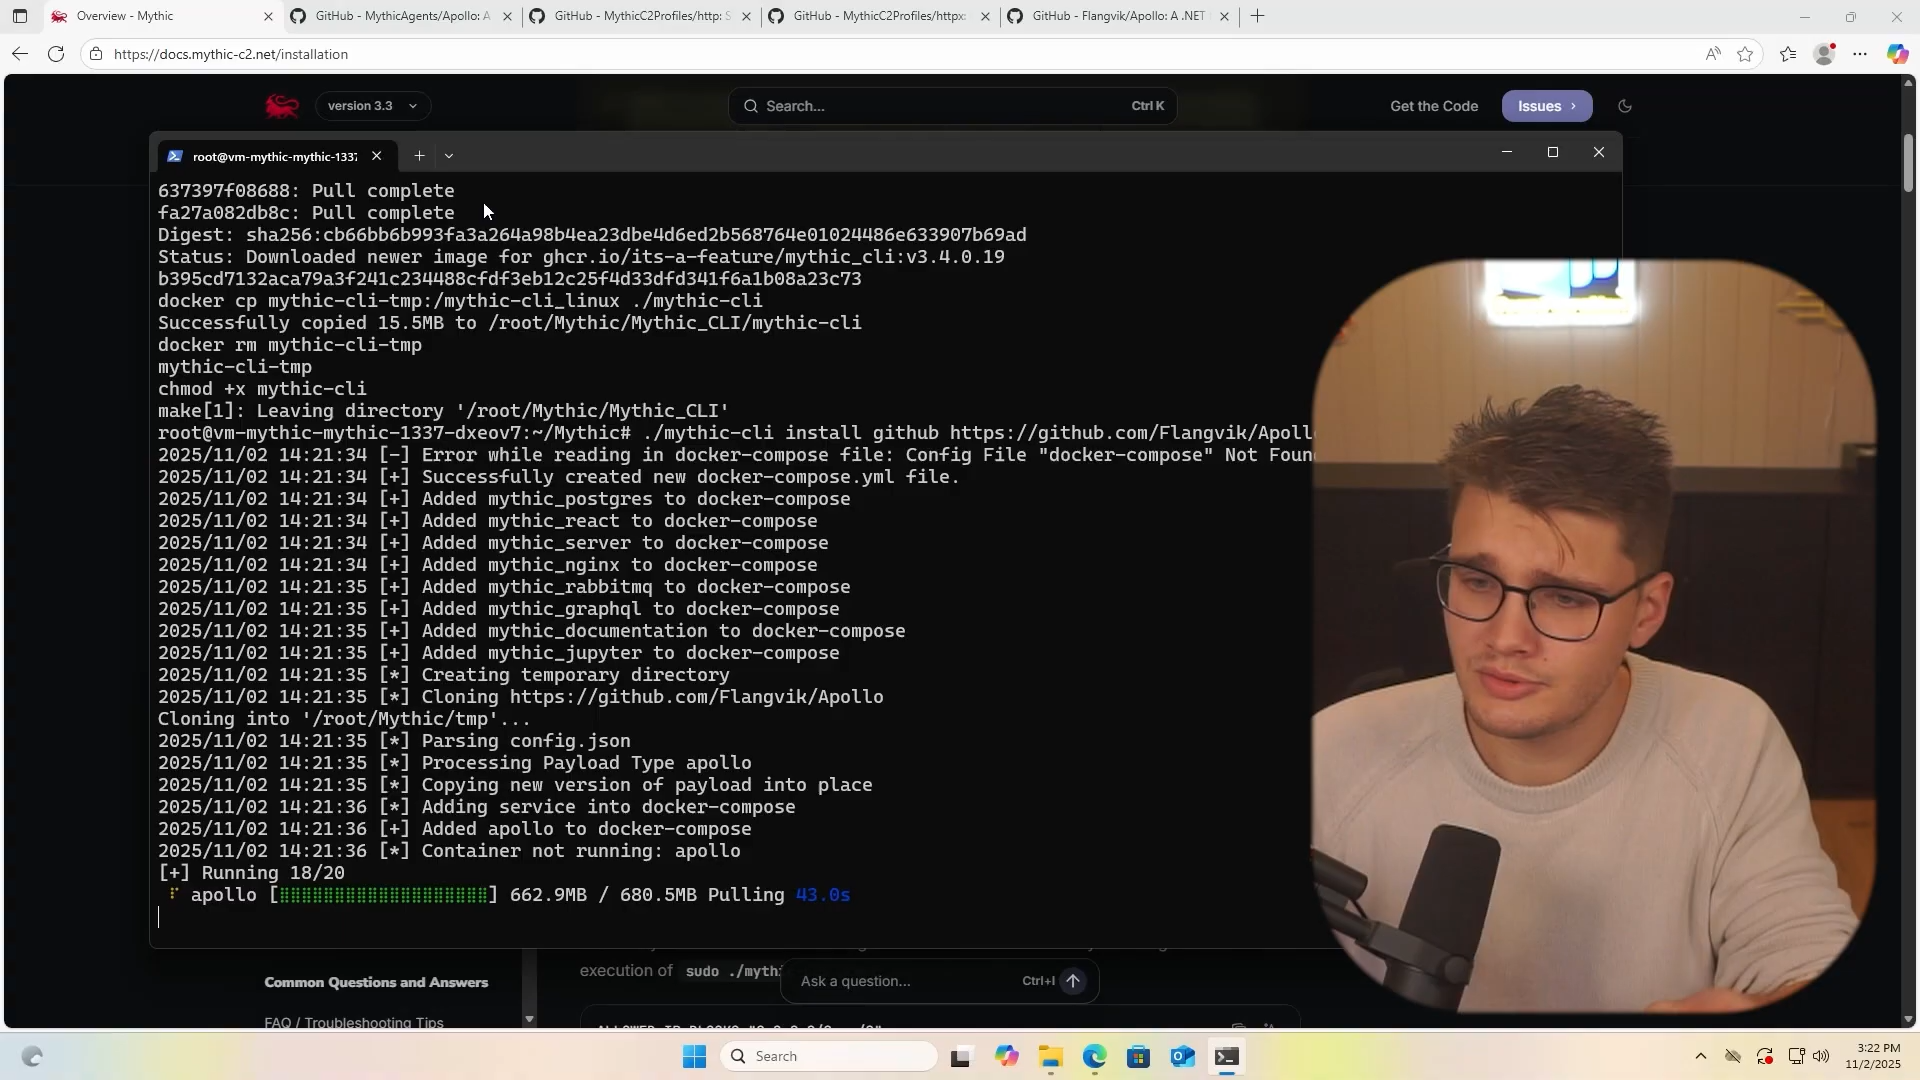 Overview - Mythic
GitHub - MythicAgents/Apollo: A
GitHub - MythicC2Profiles/http: S
GitHub - MythicC2Profiles/httpx:
GitHub - Flangvik/Apollo: A .NET
https://docs.mythic-c2.net/installation
version 3.3
Search...
Ctrl K
Get the Code
Issues
root@vm-mythic-mythic-1337
637397f08688: Pull complete
fa27a082db8c: Pull complete
Digest: sha256:cb66bb6b993fa3a264a98b4ea23dbe4d6ed2b568764e01024486e633907b69ad
Status: Downloaded newer image for ghcr.io/its-a-feature/mythic_cli:v3.4.0.19
b395cd7132aca79a3f241c234488cfdf3eb12c25f4d33dfd341f6a1b08a23c73
docker cp mythic-cli-tmp:/mythic-cli_linux ./mythic-cli
Successfully copied 15.5MB to /root/Mythic/Mythic_CLI/mythic-cli
docker rm mythic-cli-tmp
mythic-cli-tmp
chmod +x mythic-cli
make[1]: Leaving directory '/root/Mythic/Mythic_CLI'
root@vm-mythic-mythic-1337-dxeov7:~/Mythic# ./mythic-cli install github https://github.com/Flangvik/Apoll
2025/11/02 14:21:34 [-] Error while reading in docker-compose file: Config File "docker-compose" Not Foun
2025/11/02 14:21:34 [+] Successfully created new docker-compose.yml file.
2025/11/02 14:21:34 [+] Added mythic_postgres to docker-compose
2025/11/02 14:21:34 [+] Added mythic_react to docker-compose
2025/11/02 14:21:34 [+] Added mythic_server to docker-compose
2025/11/02 14:21:34 [+] Added mythic_nginx to docker-compose
2025/11/02 14:21:35 [+] Added mythic_rabbitmq to docker-compose
2025/11/02 14:21:35 [+] Added mythic_graphql to docker-compose
2025/11/02 14:21:35 [+] Added mythic_documentation to docker-compose
2025/11/02 14:21:35 [+] Added mythic_jupyter to docker-compose
2025/11/02 14:21:35 [*] Creating temporary directory
2025/11/02 14:21:35 [*] Cloning https://github.com/Flangvik/Apollo
Cloning into '/root/Mythic/tmp'...
2025/11/02 14:21:35 [*] Parsing config.json
2025/11/02 14:21:35 [*] Processing Payload Type apollo
2025/11/02 14:21:35 [*] Copying new version of payload into place
2025/11/02 14:21:36 [*] Adding service into docker-compose
2025/11/02 14:21:36 [+] Added apollo to docker-compose
2025/11/02 14:21:36 [*] Container not running: apollo
[+] Running 18/20
apollo [⣿⣿⣿⣿⣿⣿⣿⣿⣿⣿⣿⣿⣿⣿⣿⣿⣿⣿⣿] 662.9MB / 680.5MB Pulling 43.0s
execution of sudo ./mythi
Common Questions and Answers
Ask a question...
Ctrl+I
FAQ / Troubleshooting Tips
Search
3:22 PM
11/2/2025